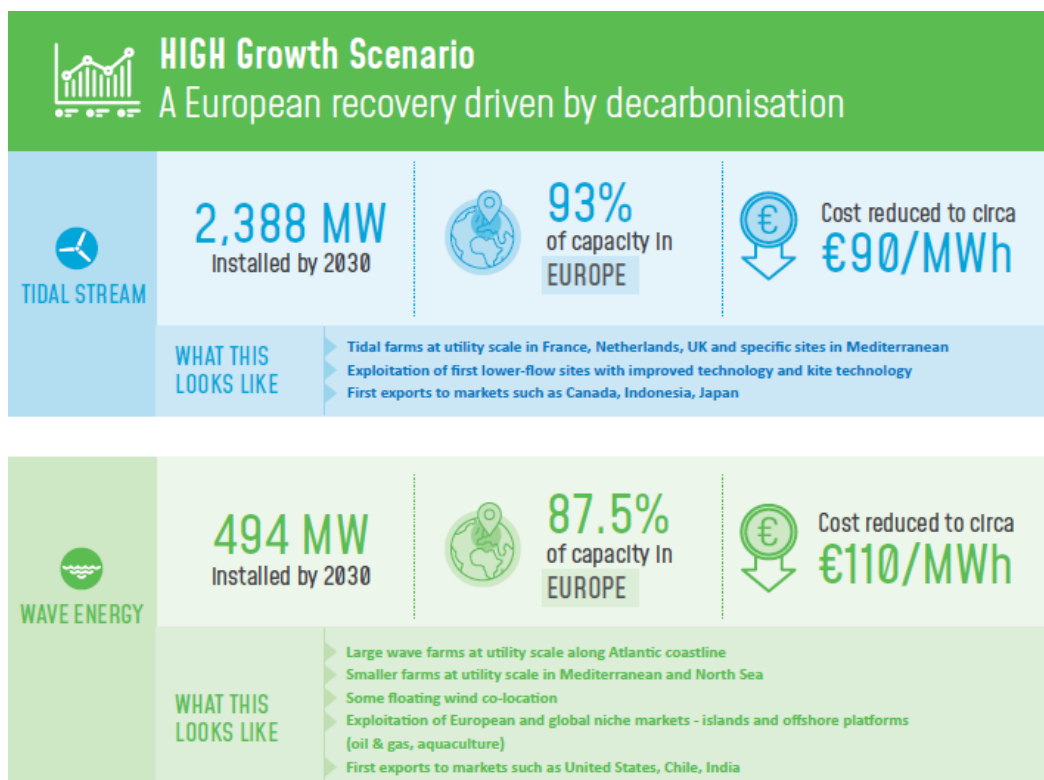 HIGH Growth Scenario
A European recovery driven by decarbonisation
TIDAL STREAM
2,388 MW
Installed by 2030
93%
of capacity in
EUROPE
€
Cost reduced to circa
€90/MWh
WHAT THIS
LOOKS LIKE
Tidal farms at utility scale in France, Netherlands, UK and specific sites in Mediterranean
Exploitation of first lower-flow sites with improved technology and kite technology
First exports to markets such as Canada, Indonesia, Japan
WAVE ENERGY
494 MW
Installed by 2030
87.5%
of capacity in
EUROPE
€
Cost reduced to circa
€110/MWh
WHAT THIS
LOOKS LIKE
Large wave farms at utility scale along Atlantic coastline
Smaller farms at utility scale in Mediterranean and North Sea
Some floating wind co-location
Exploitation of European and global niche markets - islands and offshore platforms
(oil & gas, aquaculture)
First exports to markets such as United States, Chile, India